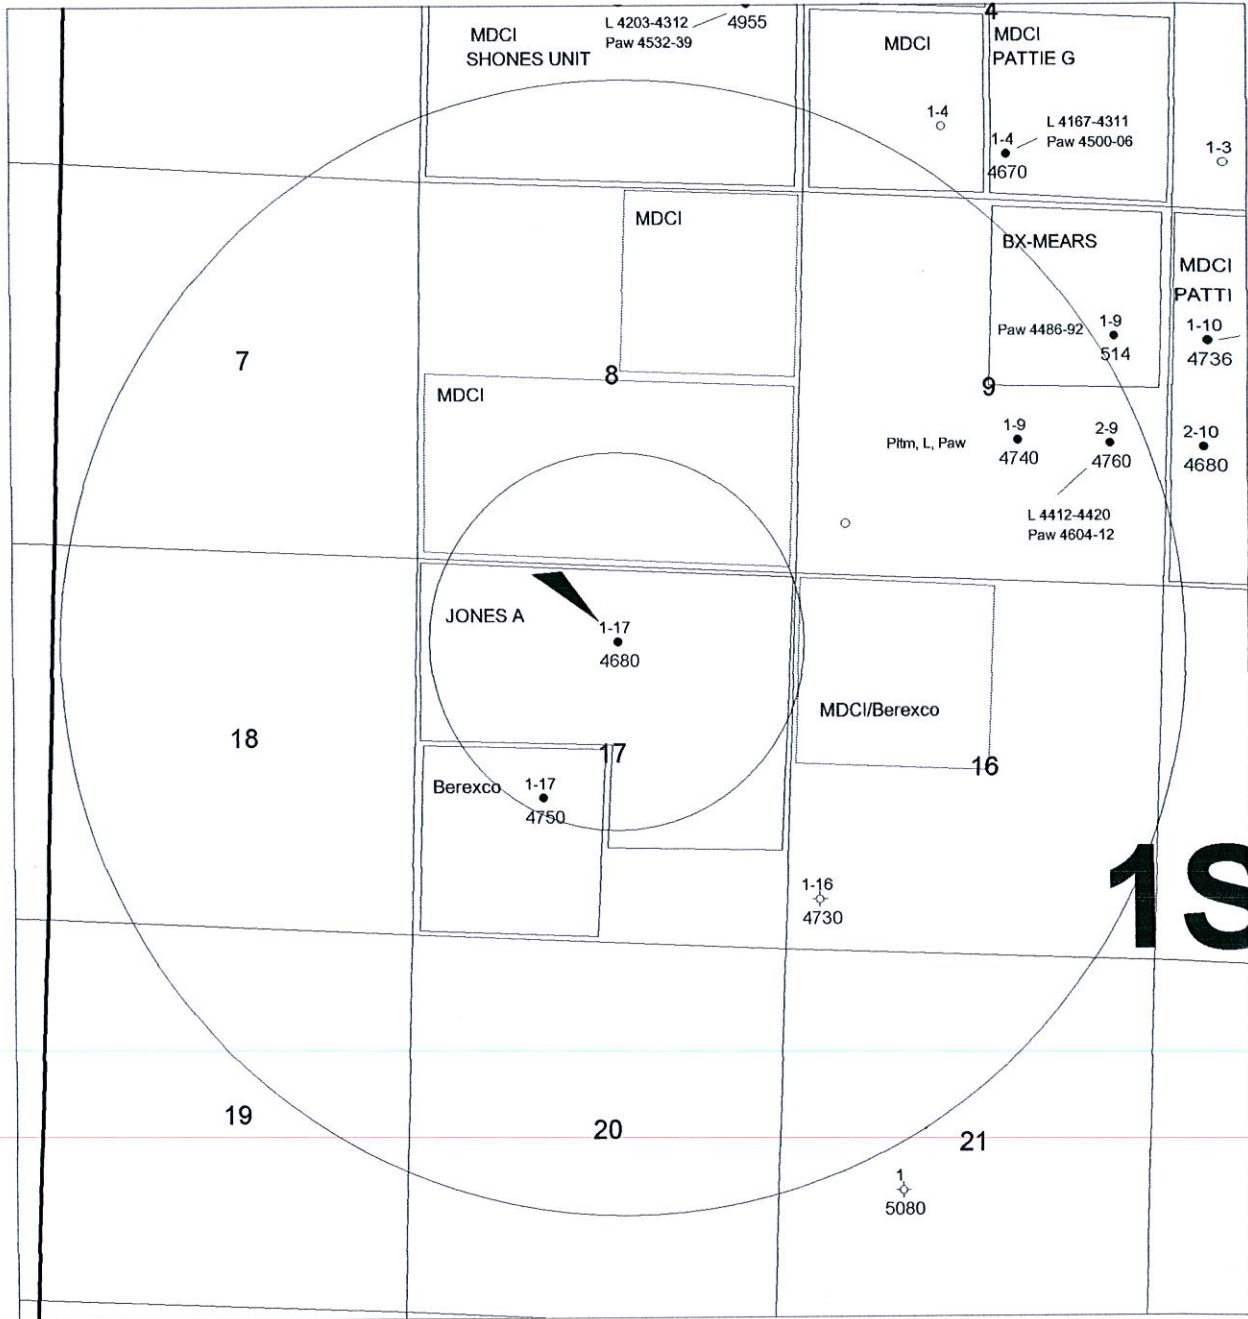 L 4203-4312
4955
Paw 4532-39
MDCI
SHONES UNIT
MDCI
4
MDCI
PATTIE G
1-4
L 4167-4311
Paw 4500-06
1-4
4670
1-3
MDCI
BX-MEARS
MDCI
PATTI
Paw 4486-92
1-9
514
1-10
4736
7
8
9
MDCI
1-9
4740
2-9
4760
2-10
4680
Pltm, L, Paw
L 4412-4420
Paw 4604-12
JONES A
1-17
4680
MDCI/Berexco
18
17
16
Berexco
1-17
4750
1-16
4730
1S
19
20
21
1
5080